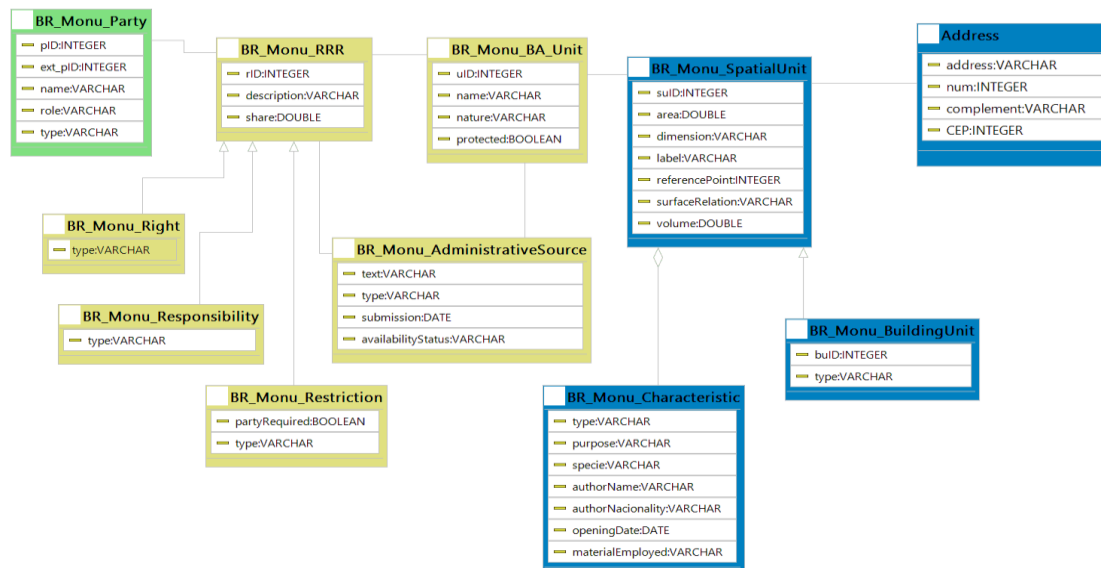 BR_Monu_Party
pID:INTEGER
ext_pID:INTEGER
name:VARCHAR
role:VARCHAR
type:VARCHAR
BR_Monu_RRR
rID:INTEGER
description:VARCHAR
share:DOUBLE
BR_Monu_BA_Unit
uID:INTEGER
name:VARCHAR
nature:VARCHAR
protected:BOOLEAN
BR_Monu_SpatialUnit
suID:INTEGER
area:DOUBLE
dimension:VARCHAR
label:VARCHAR
referencePoint:INTEGER
surfaceRelation:VARCHAR
volume:DOUBLE
Address
address:VARCHAR
num:INTEGER
complement:VARCHAR
CEP:INTEGER
BR_Monu_Right
type:VARCHAR
BR_Monu_Responsibility
type:VARCHAR
BR_Monu_AdministrativeSource
text:VARCHAR
type:VARCHAR
submission:DATE
availabilityStatus:VARCHAR
BR_Monu_Restriction
partyRequired:BOOLEAN
type:VARCHAR
BR_Monu_BuildingUnit
buID:INTEGER
type:VARCHAR
BR_Monu_Characteristic
type:VARCHAR
purpose:VARCHAR
specie:VARCHAR
authorName:VARCHAR
authorNacionality:VARCHAR
openingDate:DATE
materialEmployed:VARCHAR